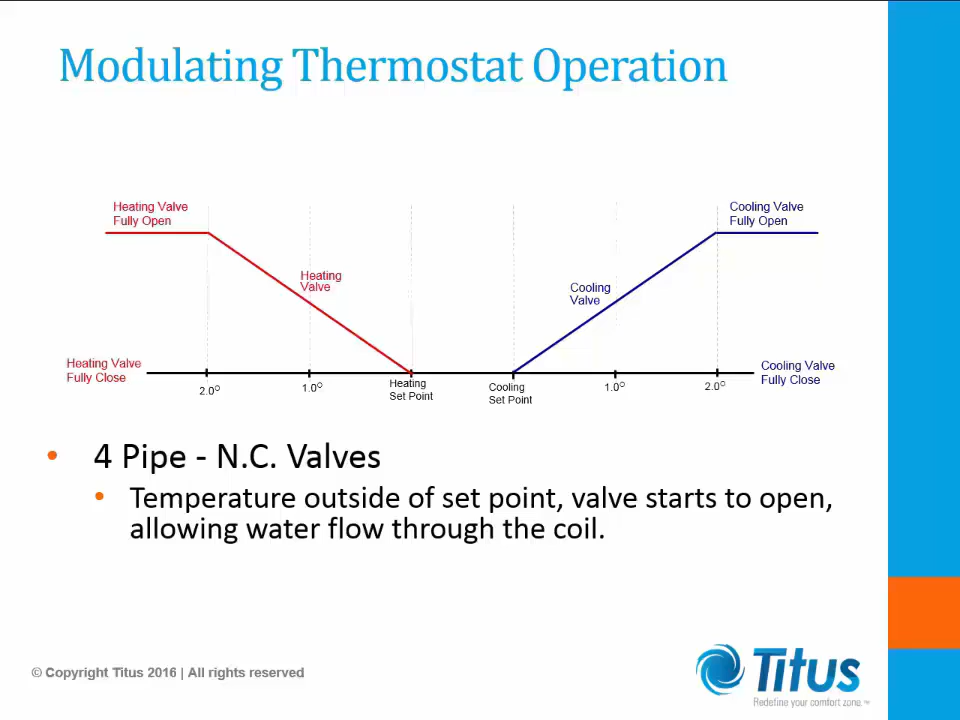 Modulating Thermostat Operation
Heating Valve
Fully Open
Cooling Valve
Fully Open
Heating
Valve
Cooling
Valve
Heating Valve
Fully Close
Cooling Valve
Fully Close
2.0°
1.0°
Heating
Set Point
Cooling
Set Point
1.0°
2.0°
• 4 Pipe - N.C. Valves
• Temperature outside of set point, valve starts to open,
allowing water flow through the coil.
© Copyright Titus 2016 | All rights reserved
Titus
Redefine your comfort zone.™